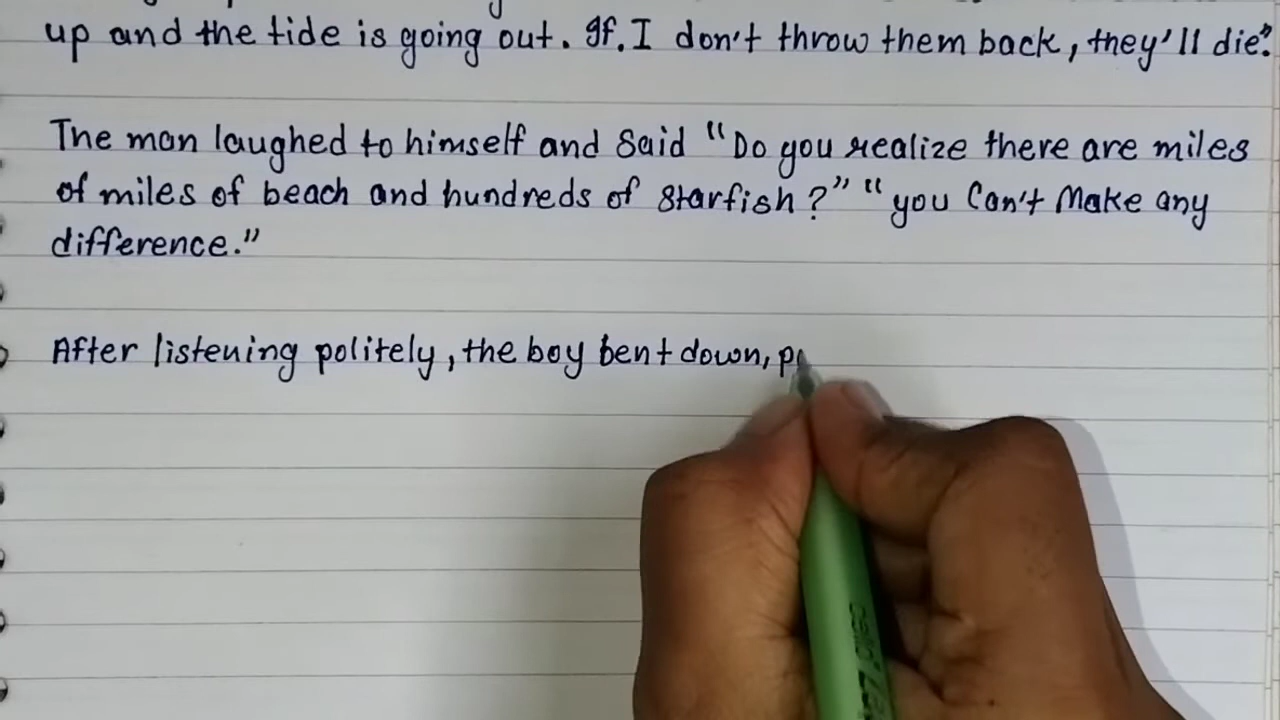 up and the tide is going out. If. I don't throw them back, they'll die."
The man laughed to himself and Said "Do you realize there are miles
of miles of beach and hundreds of starfish?" "you Can't Make any
difference."
After listening politely, the boy bent down,